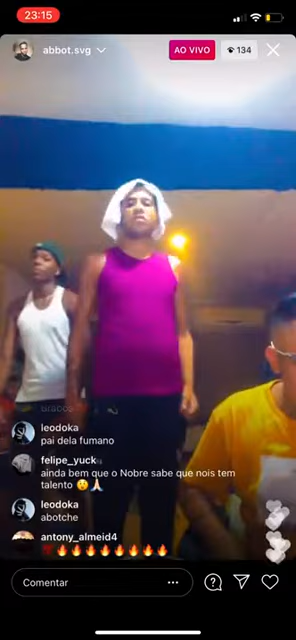 23:15
abbot.svg
AO VIVO
134
leodoka
pai dela fumano
felipe_yuck
ainda bem que o Nobre sabe que nois tem
talento 😢🙏🏻
leodoka
abotche
antony_almeid4
❤️🔥🔥🔥🔥🔥🔥🔥🔥🔥
Comentar